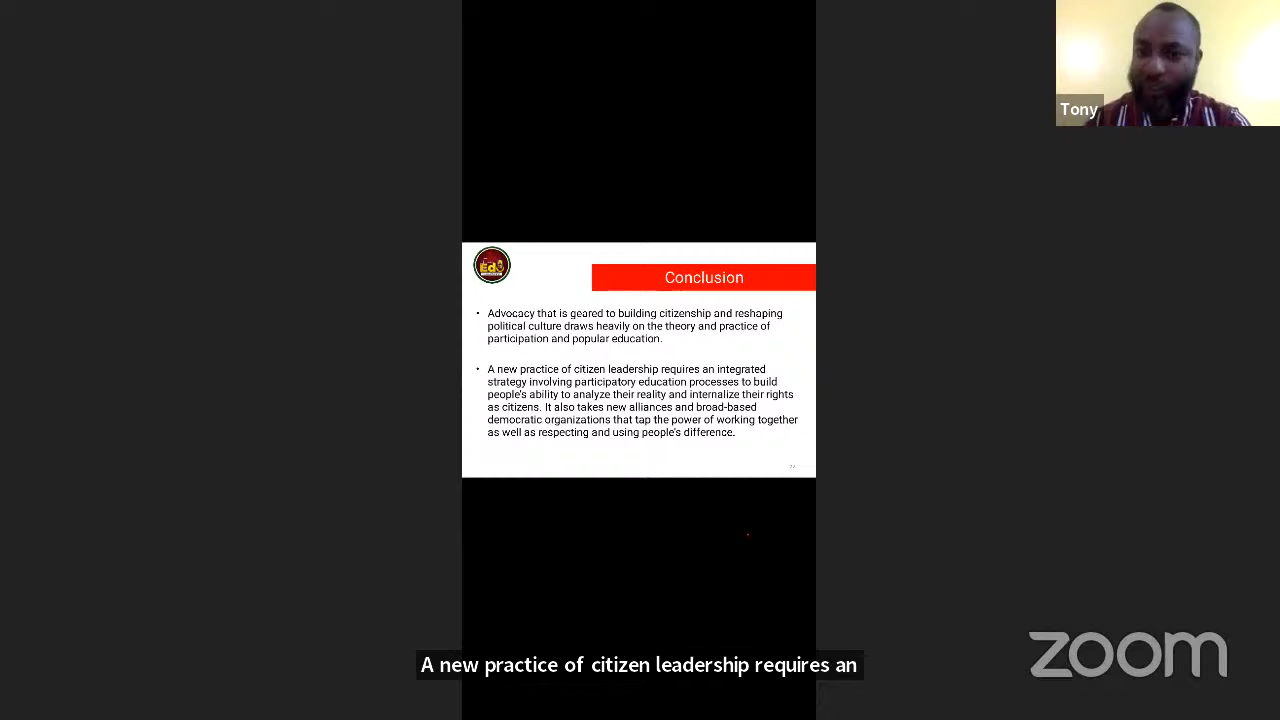 Tony
Edo
Conclusion
• Advocacy that is geared to building citizenship and reshaping
political culture draws heavily on the theory and practice of
participation and popular education.
• A new practice of citizen leadership requires an integrated
strategy involving participatory education processes to build
people's ability to analyze their reality and internalize their rights
as citizens. It also takes new alliances and broad-based
democratic organizations that tap the power of working together
as well as respecting and using people's difference.
A new practice of citizen leadership requires an
zoom